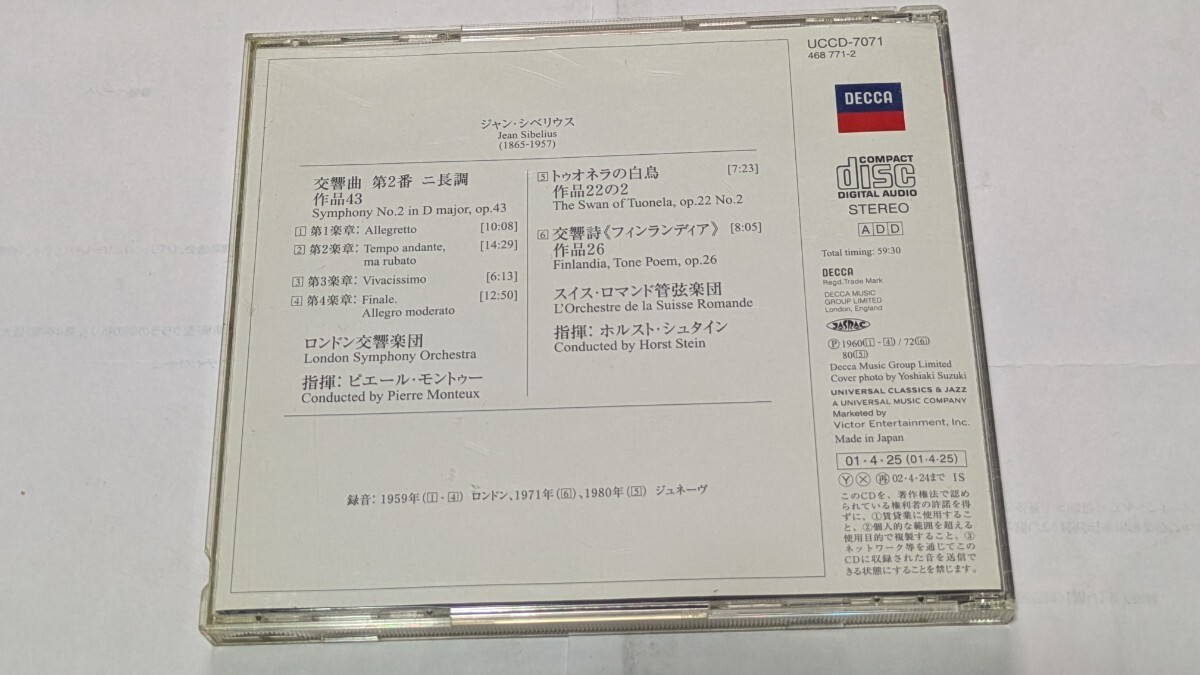 ジャン・シベリウス
Jean Sibelius
(1865-1957)
交響曲 第2番 ニ長調
作品43
Symphony No.2 in D major, op.43
1 第1楽章: Allegretto [10:08]
2 第2楽章: Tempo andante, [14:29]
ma rubato
3 第3楽章: Vivacissimo [6:13]
4 第4楽章: Finale. [12:50]
Allegro moderato
ロンドン交響楽団
London Symphony Orchestra
指揮: ピエール・モントゥー
Conducted by Pierre Monteux
5 トゥオネラの白鳥 [7:23]
作品22の2
The Swan of Tuonela, op.22 No.2
6 交響詩《フィンランディア》 [8:05]
作品26
Finlandia, Tone Poem, op.26
スイス・ロマンド管弦楽団
L'Orchestre de la Suisse Romande
指揮: ホルスト・シュタイン
Conducted by Horst Stein
録音: 1959年(1-4) ロンドン、1971年(6)、1980年(5) ジュネーヴ
UCCD-7071
468 771-2
DECCA
COMPACT
disc
DIGITAL AUDIO
STEREO
ADD
Total timing: 59:30
DECCA
Regd. Trade Mark
DECCA MUSIC
GROUP LIMITED
London, England
JASRAC
Ⓟ1960(1-4)/72(6)
80(5)
Decca Music Group Limited
Cover photo by Yoshiaki Suzuki
UNIVERSAL CLASSICS & JAZZ
A UNIVERSAL MUSIC COMPANY
Marketed by
Victor Entertainment, Inc.
Made in Japan
01・4・25 (01・4・25)
Ⓨ Ⓧ 再 02・4・24まで IS
このCDを、著作権法で認め
られている権利者の許諾を得
ずに、①賃貸業に使用するこ
と、②個人的な範囲を超える
使用目的で複製すること、③
ネットワーク等を通じてこの
CDに収録された音を送信で
きる状態にすることを禁じます。